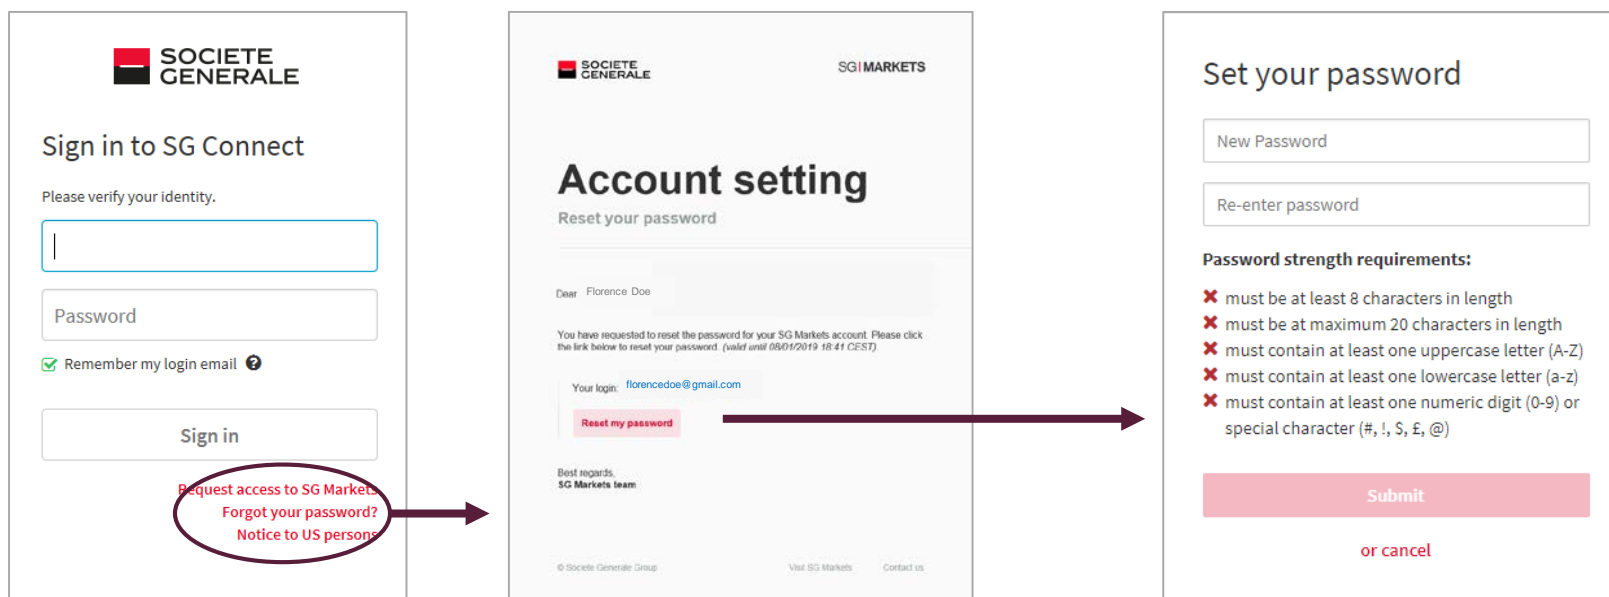 SOCIETE
GENERALE
Sign in to SG Connect
Please verify your identity.
Password
Remember my login email ?
Sign in
Request access to SG Markets
Forgot your password?
Notice to US persons
SOCIETE
GENERALE
SG|MARKETS
Account setting
Reset your password
Dear Florence Doe
You have requested to reset the password for your SG Markets account. Please click
the link below to reset your password. (valid until 08/01/2019 18:41 CEST).
Your login: florencedoe@gmail.com
Reset my password
Best regards,
SG Markets team
© Societe Generale Group
Visit SG Markets
Contact us
Set your password
New Password
Re-enter password
Password strength requirements:
must be at least 8 characters in length
must be at maximum 20 characters in length
must contain at least one uppercase letter (A-Z)
must contain at least one lowercase letter (a-z)
must contain at least one numeric digit (0-9) or
special character (#, !, $, £, @)
Submit
or cancel